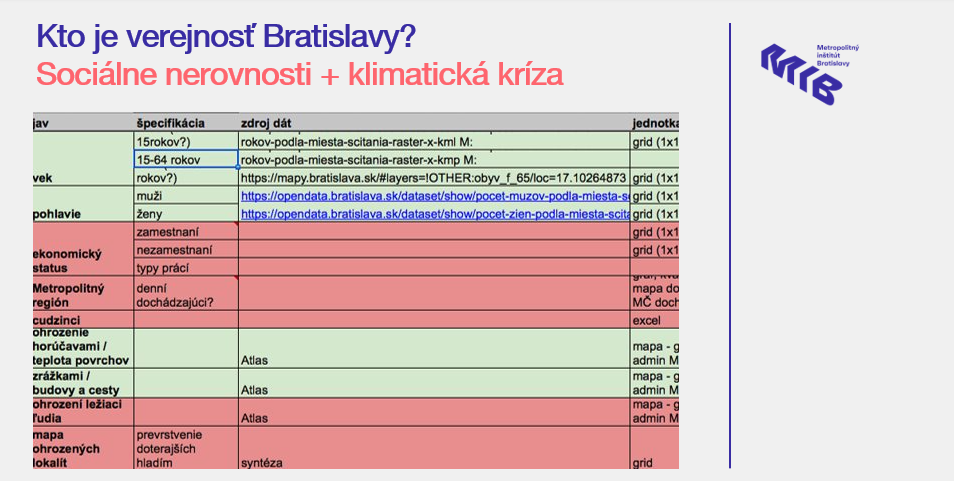 Kto je verejnosť Bratislavy?
Sociálne nerovnosti + klimatická kríza
Metropolitný
inštitút
Bratislavy
MIB
jav špecifikácia zdroj dát jednotka
15rokov?) rokov-podla-miesta-scitania-raster-x-kml M: grid (1x1
15-64 rokov rokov-podla-miesta-scitania-raster-x-kmp M:
vek rokov?) https://mapy.bratislava.sk/#layers=!OTHER:obyv_f_65/loc=17.10264873 grid (1x1
muži https://opendata.bratislava.sk/dataset/show/pocet-muzov-podla-miesta-s grid (1x1
pohlavie ženy https://opendata.bratislava.sk/dataset/show/pocet-zien-podla-miesta-scita grid (1x1
zamestnaní grid (1x1
ekonomický nezamestnaní grid (1x1
status typy prácí
Metropolitný denní mapa do
región dochádzajúci? MČ doch
cudzinci excel
ohrozenie
horúčavami / mapa - g
teplota povrchov Atlas admin M
zrážkami / mapa - g
budovy a cesty Atlas admin M
ohrození ležiaci mapa - g
ľudia Atlas admin M
mapa prevrstvenie
ohrozených doterajších
lokalít hladím syntéza grid